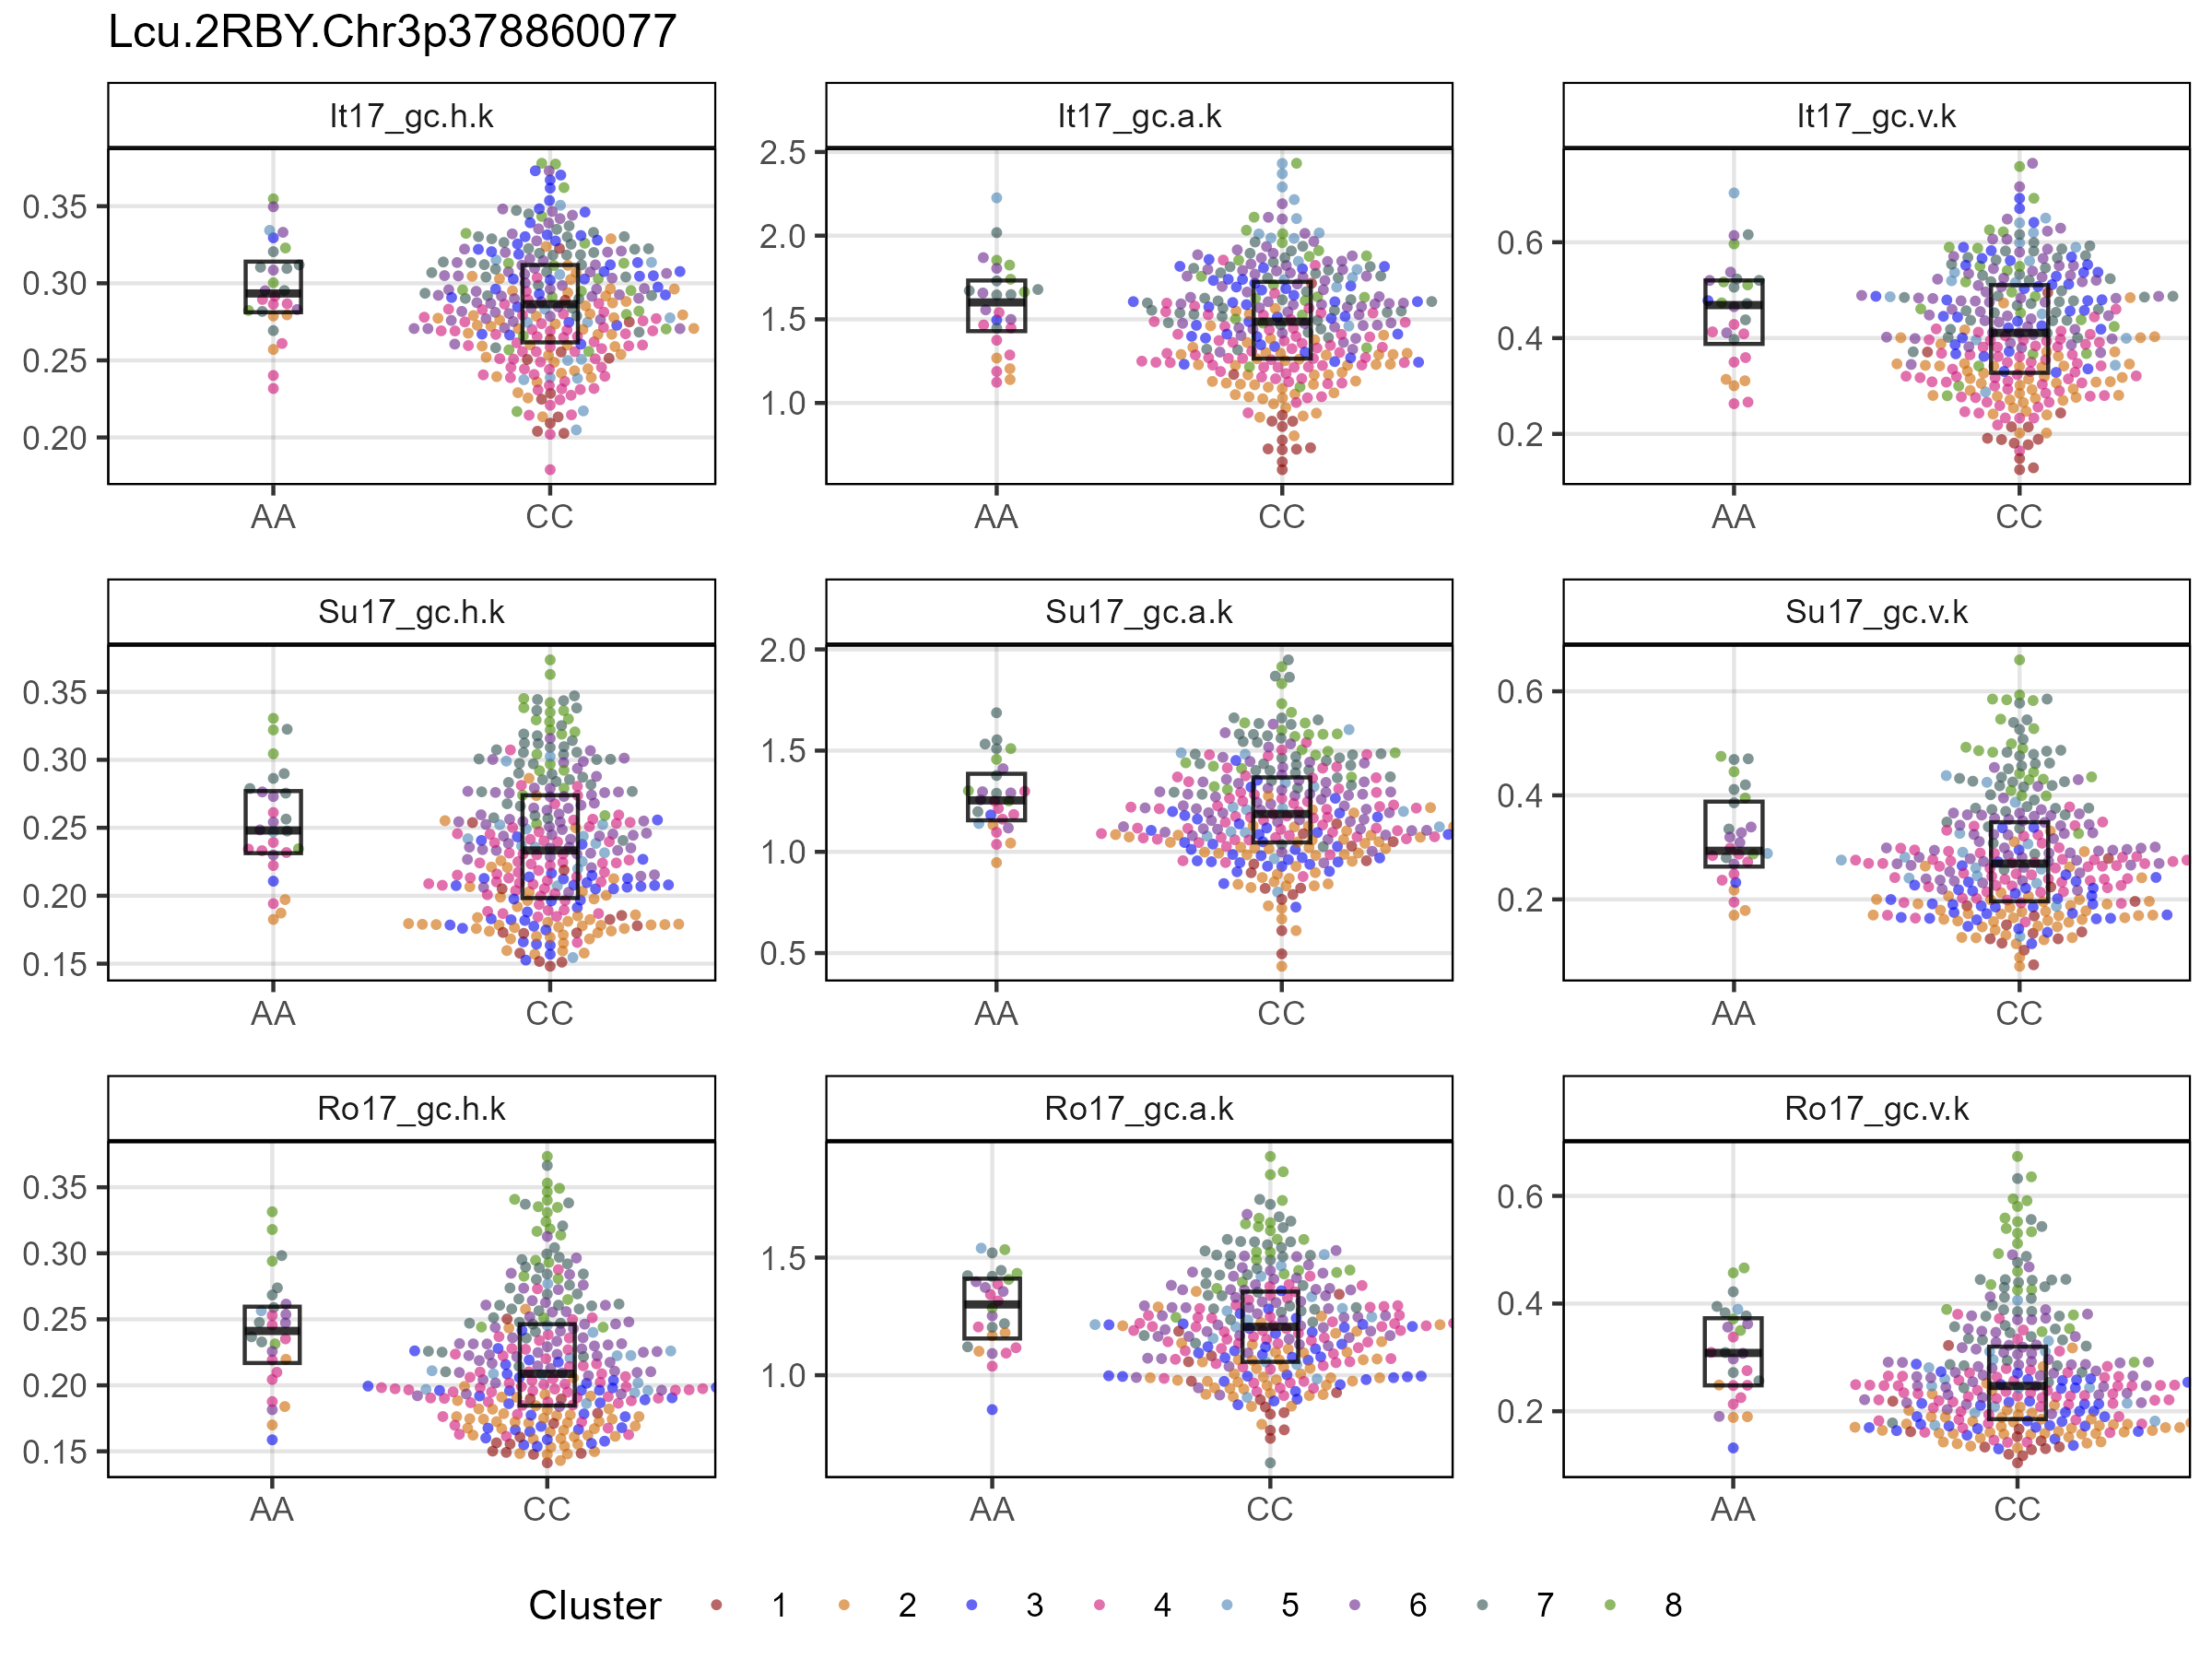 Lcu.2RBY.Chr3p378860077
It17_gc.h.k
0.35
0.30
0.25
0.20
AA CC
It17_gc.a.k
2.5
2.0
1.5
1.0
AA CC
It17_gc.v.k
0.6
0.4
0.2
AA CC
Su17_gc.h.k
0.35
0.30
0.25
0.20
0.15
AA CC
Su17_gc.a.k
2.0
1.5
1.0
0.5
AA CC
Su17_gc.v.k
0.6
0.4
0.2
AA CC
Ro17_gc.h.k
0.35
0.30
0.25
0.20
0.15
AA CC
Ro17_gc.a.k
1.5
1.0
AA CC
Ro17_gc.v.k
0.6
0.4
0.2
AA CC
Cluster 1 2 3 4 5 6 7 8